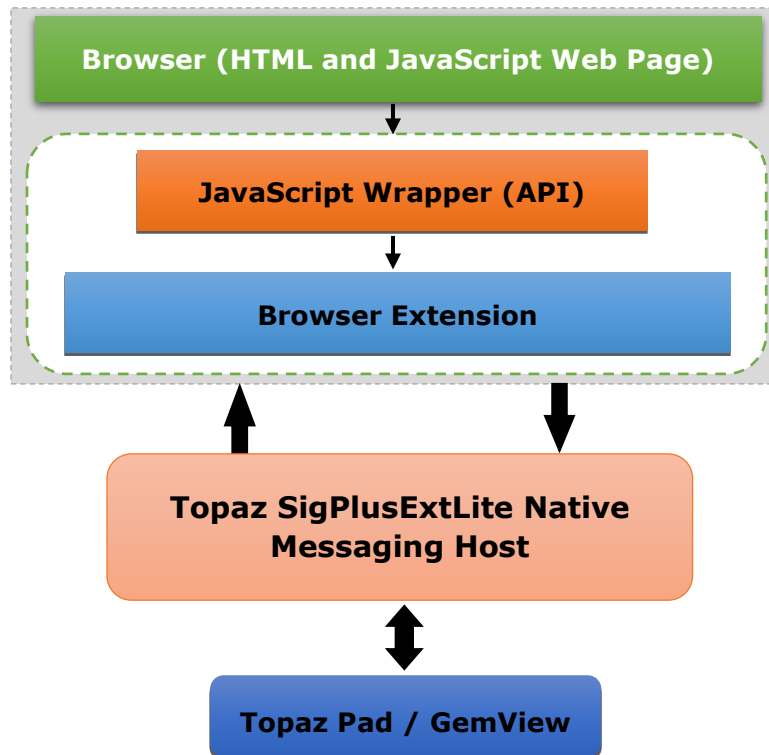 Browser (HTML and JavaScript Web Page)
JavaScript Wrapper (API)
Browser Extension
Topaz SigPlusExtLite Native
Messaging Host
Topaz Pad / GemView